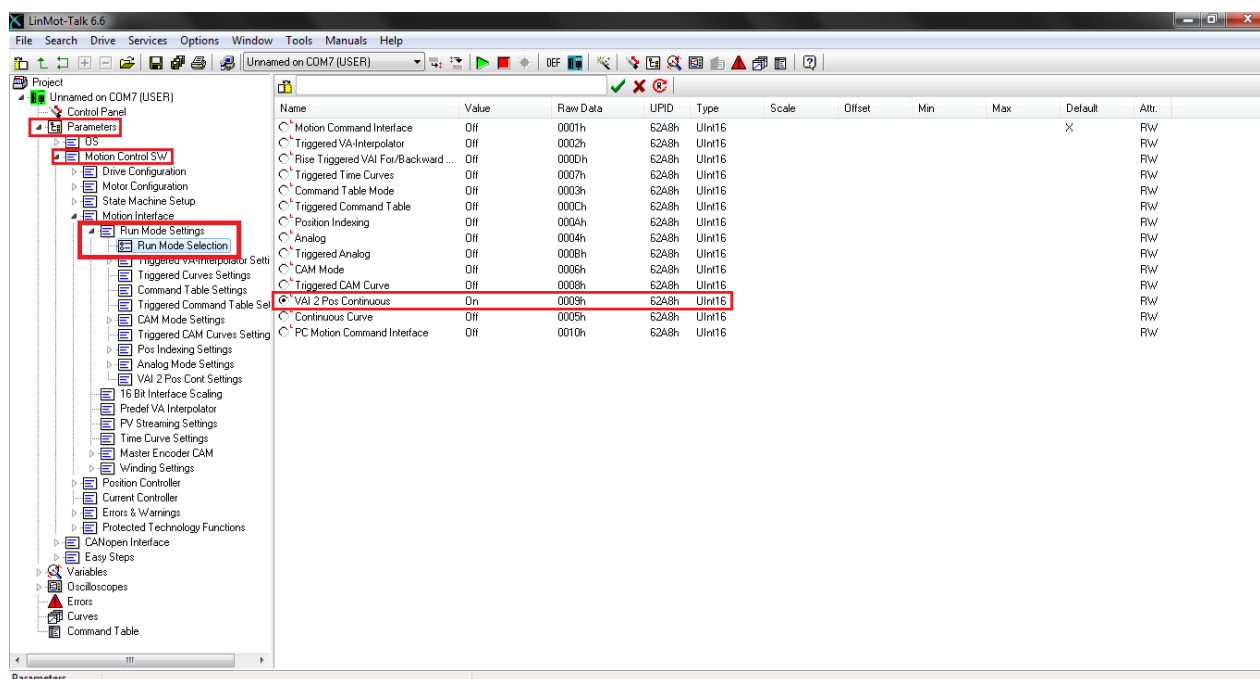 LinMot-Talk 6.6
File Search Drive Services Options Window Tools Manuals Help
Unnamed on COM7 (USER) DEF
Project
Unnamed on COM7 (USER)
Control Panel
Parameters
OS
Motion Control SW
Drive Configuration
Motor Configuration
State Machine Setup
Motion Interface
Run Mode Settings
Run Mode Selection
Triggered VA-Interpolator Setti
Triggered Curves Settings
Command Table Settings
Triggered Command Table Set
CAM Mode Settings
Triggered CAM Curves Setting
Pos Indexing Settings
Analog Mode Settings
VAI 2 Pos Cont Settings
16 Bit Interface Scaling
Predef VA Interpolator
PV Streaming Settings
Time Curve Settings
Master Encoder CAM
Winding Settings
Position Controller
Current Controller
Errors & Warnings
Protected Technology Functions
CANopen Interface
Easy Steps
Variables
Oscilloscopes
Errors
Curves
Command Table
Name Value Raw Data UPID Type Scale Offset Min Max Default Attr.
Motion Command Interface Off 0001h 62A8h UInt16 X RW
Triggered VA-Interpolator Off 0002h 62A8h UInt16 RW
Rise Triggered VAI For/Backward ... Off 000Dh 62A8h UInt16 RW
Triggered Time Curves Off 0007h 62A8h UInt16 RW
Command Table Mode Off 0003h 62A8h UInt16 RW
Triggered Command Table Off 000Ch 62A8h UInt16 RW
Position Indexing Off 000Ah 62A8h UInt16 RW
Analog Off 0004h 62A8h UInt16 RW
Triggered Analog Off 000Bh 62A8h UInt16 RW
CAM Mode Off 0006h 62A8h UInt16 RW
Triggered CAM Curve Off 0008h 62A8h UInt16 RW
VAI 2 Pos Continuous On 0009h 62A8h UInt16 RW
Continuous Curve Off 0005h 62A8h UInt16 RW
PC Motion Command Interface Off 0010h 62A8h UInt16 RW
Parameters